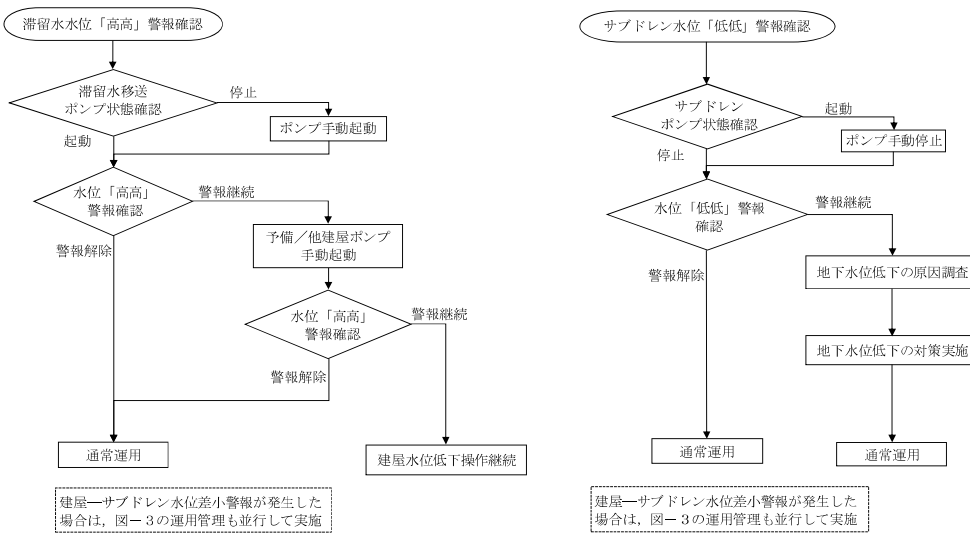 滞留水水位「高高」警報確認
滞留水移送
ポンプ状態確認
停止
ポンプ手動起動
起動
水位「高高」
警報確認
警報継続
予備／他建屋ポンプ
手動起動
警報解除
水位「高高」
警報確認
警報継続
警報解除
通常運用
建屋水位低下操作継続
建屋―サブドレン水位差小警報が発生した
場合は，図－３の運用管理も並行して実施
サブドレン水位「低低」警報確認
サブドレン
ポンプ状態確認
起動
ポンプ手動停止
停止
水位「低低」警報
確認
警報継続
地下水位低下の原因調査
警報解除
地下水位低下の対策実施
通常運用
通常運用
建屋―サブドレン水位差小警報が発生した
場合は，図－３の運用管理も並行して実施